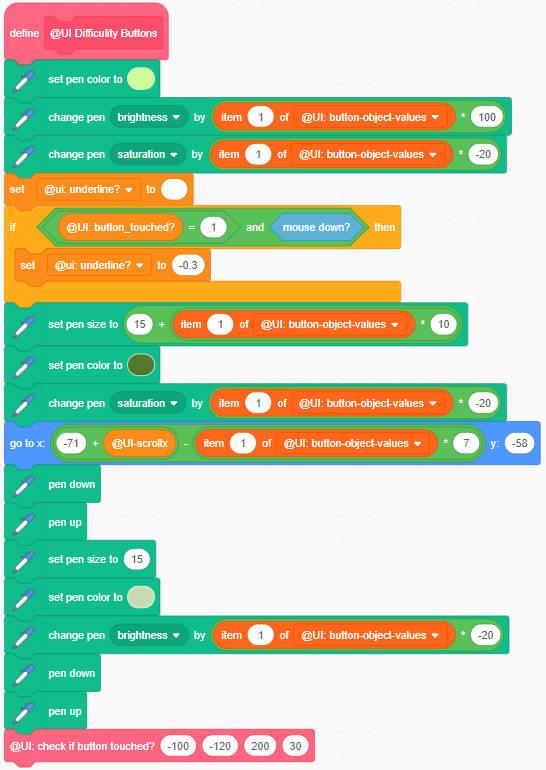 define @UI Difficulity Buttons
set pen color to
change pen brightness by item 1 of @UI: button-object-values * 100
change pen saturation by item 1 of @UI: button-object-values * -20
set @ui: underline? to
if @UI: button_touched? = 1 and mouse down? then
set @ui: underline? to -0.3
set pen size to 15 + item 1 of @UI: button-object-values * 10
set pen color to
change pen saturation by item 1 of @UI: button-object-values * -20
go to x: -71 + @UI-scrollx - item 1 of @UI: button-object-values * 7 y: -58
pen down
pen up
set pen size to 15
set pen color to
change pen brightness by item 1 of @UI: button-object-values * -20
pen down
pen up
@UI: check if button touched? -100 -120 200 30